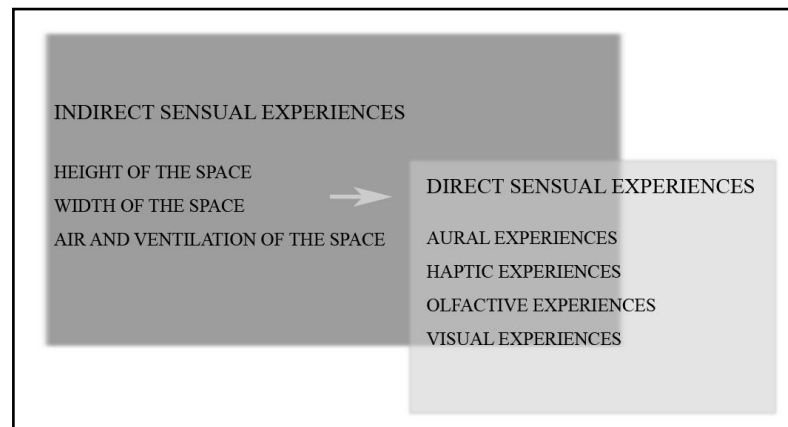 INDIRECT SENSUAL EXPERIENCES
HEIGHT OF THE SPACE
WIDTH OF THE SPACE
AIR AND VENTILATION OF THE SPACE
DIRECT SENSUAL EXPERIENCES
AURAL EXPERIENCES
HAPTIC EXPERIENCES
OLFACTIVE EXPERIENCES
VISUAL EXPERIENCES